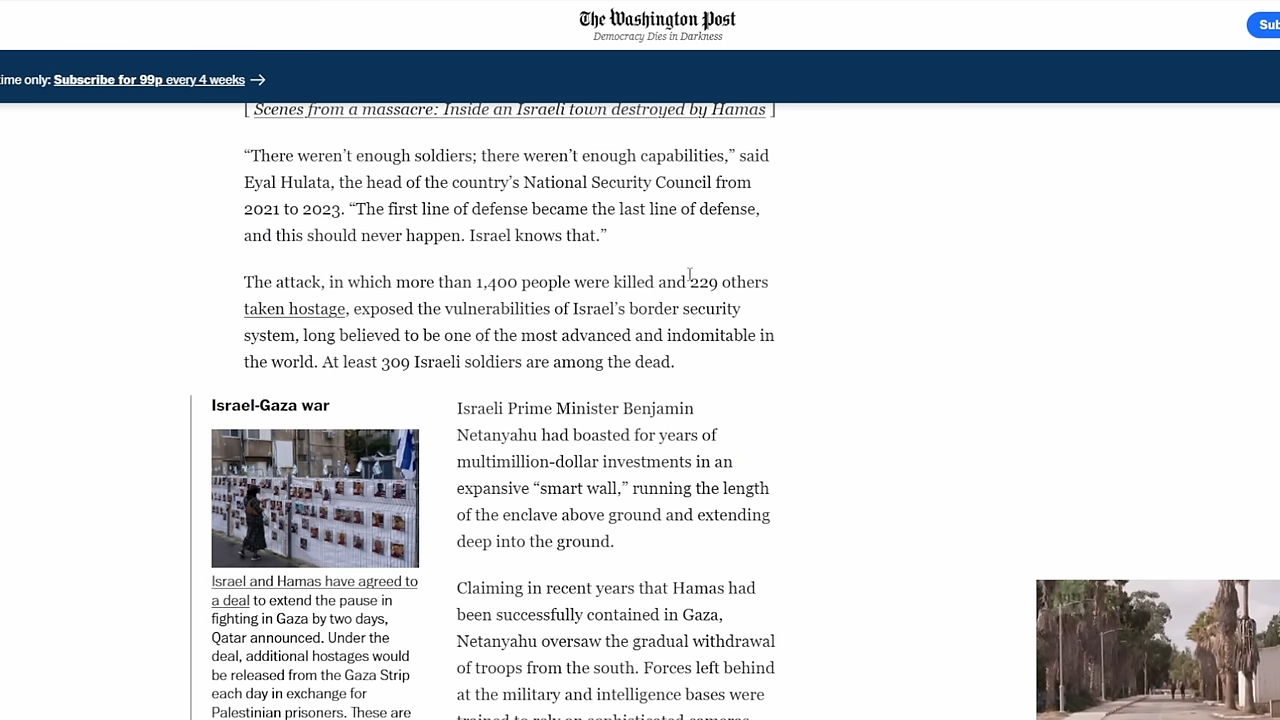 The Washington Post
Democracy Dies in Darkness
Sub
ime only: Subscribe for 99p every 4 weeks →
[ Scenes from a massacre: Inside an Israeli town destroyed by Hamas ]
“There weren’t enough soldiers; there weren’t enough capabilities,” said
Eyal Hulata, the head of the country’s National Security Council from
2021 to 2023. “The first line of defense became the last line of defense,
and this should never happen. Israel knows that.”
The attack, in which more than 1,400 people were killed and 229 others
taken hostage, exposed the vulnerabilities of Israel’s border security
system, long believed to be one of the most advanced and indomitable in
the world. At least 309 Israeli soldiers are among the dead.
Israel-Gaza war
Israel and Hamas have agreed to
a deal to extend the pause in
fighting in Gaza by two days,
Qatar announced. Under the
deal, additional hostages would
be released from the Gaza Strip
each day in exchange for
Palestinian prisoners. These are
Israeli Prime Minister Benjamin
Netanyahu had boasted for years of
multimillion-dollar investments in an
expansive “smart wall,” running the length
of the enclave above ground and extending
deep into the ground.
Claiming in recent years that Hamas had
been successfully contained in Gaza,
Netanyahu oversaw the gradual withdrawal
of troops from the south. Forces left behind
at the military and intelligence bases were
trained to rely on sophisticated cameras